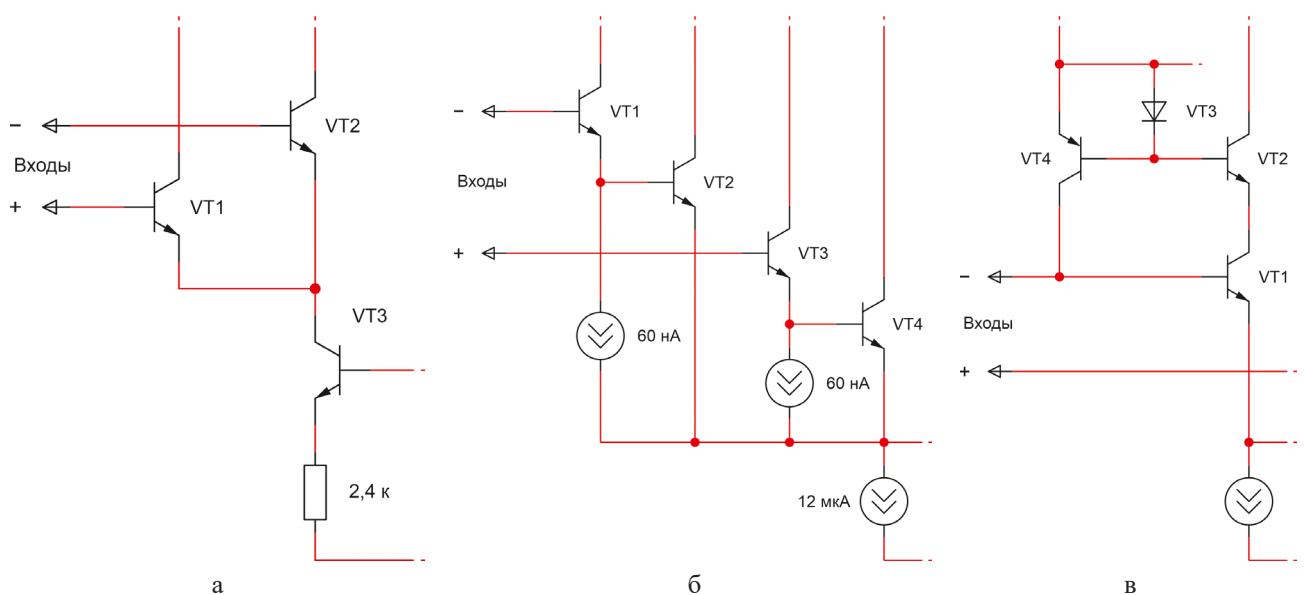 −
VT2
Входы
+
VT1
VT3
2,4 к
а
−
VT1
VT2
Входы
+
VT3
VT4
60 нА
60 нА
12 мкА
б
VT3
VT4
VT2
−
VT1
Входы
+
в